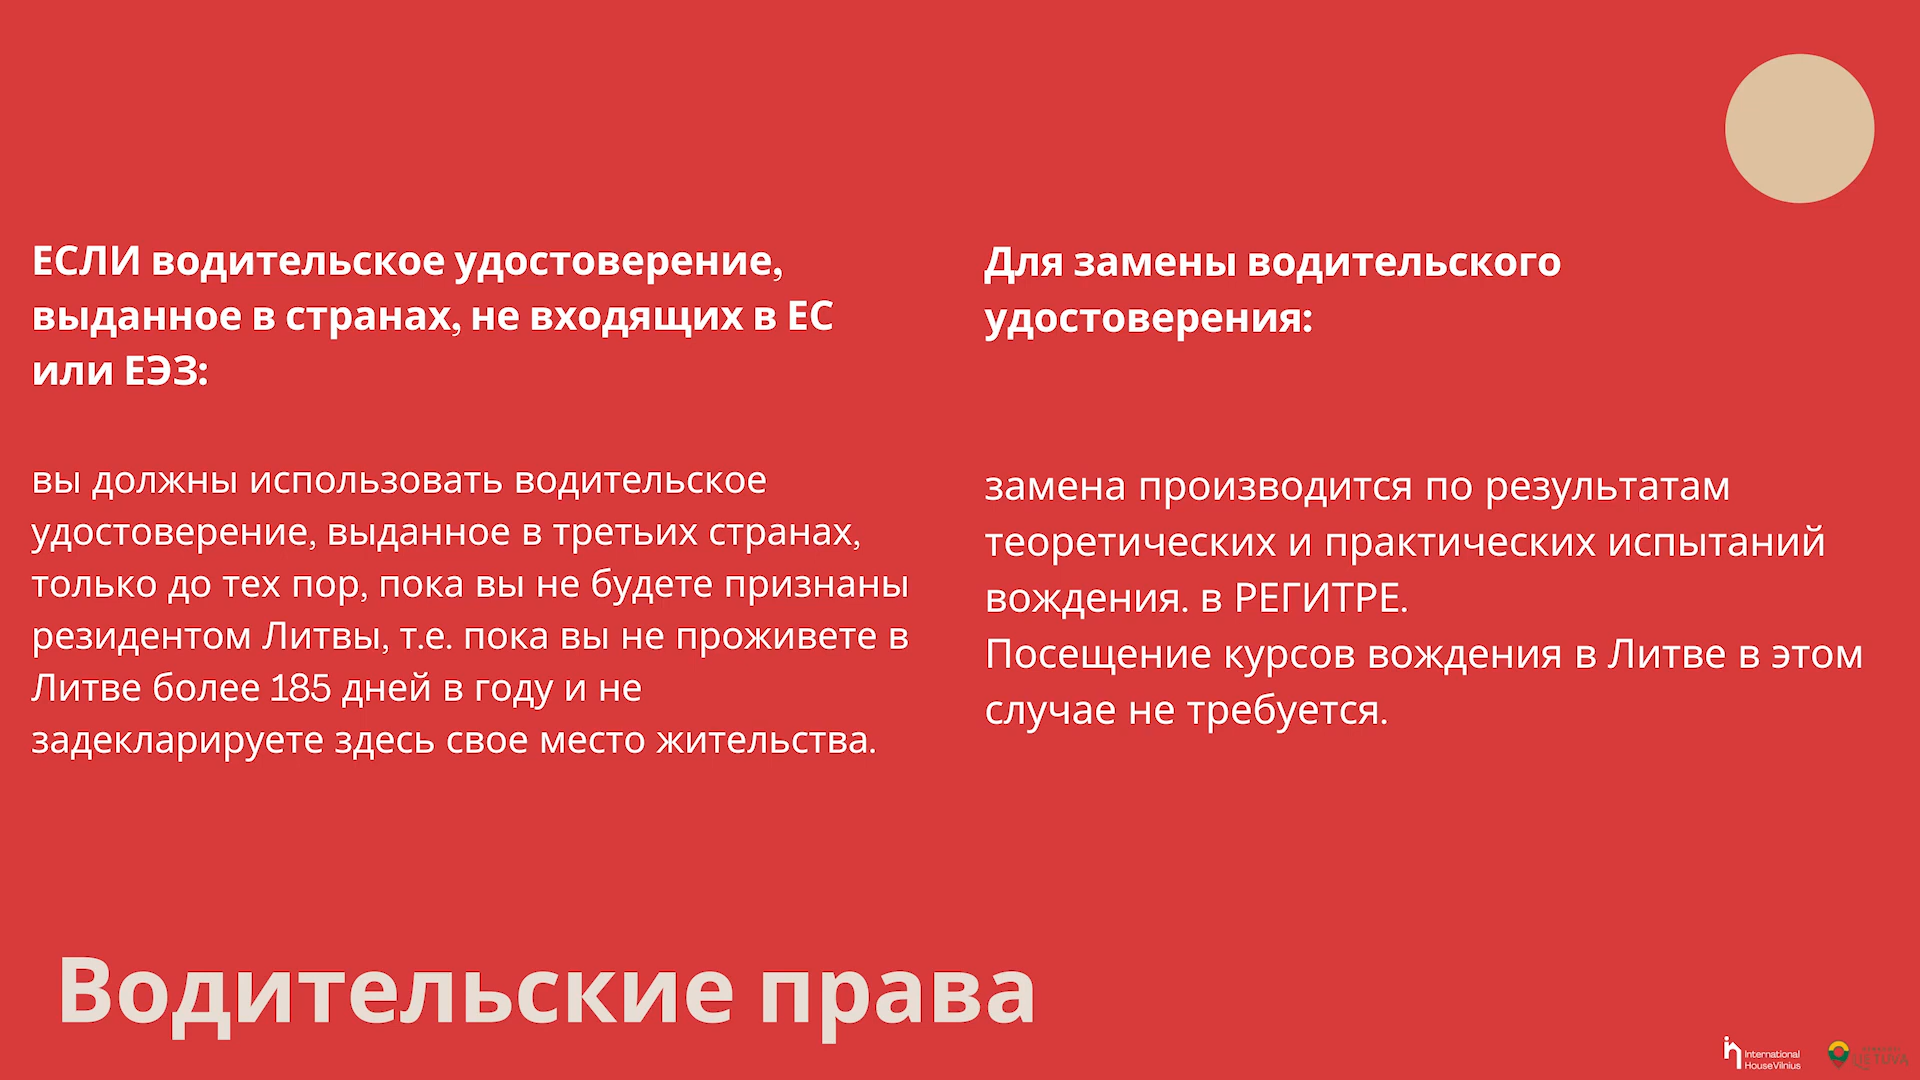 ЕСЛИ водительское удостоверение,
выданное в странах, не входящих в ЕС
или ЕЭЗ:
вы должны использовать водительское
удостоверение, выданное в третьих странах,
только до тех пор, пока вы не будете признаны
резидентом Литвы, т.е. пока вы не проживете в
Литве более 185 дней в году и не
задекларируете здесь свое место жительства.
Для замены водительского
удостоверения:
замена производится по результатам
теоретических и практических испытаний
вождения. в РЕГИТРЕ.
Посещение курсов вождения в Литве в этом
случае не требуется.
Водительские права
International
House Vilnius
LIETUVA